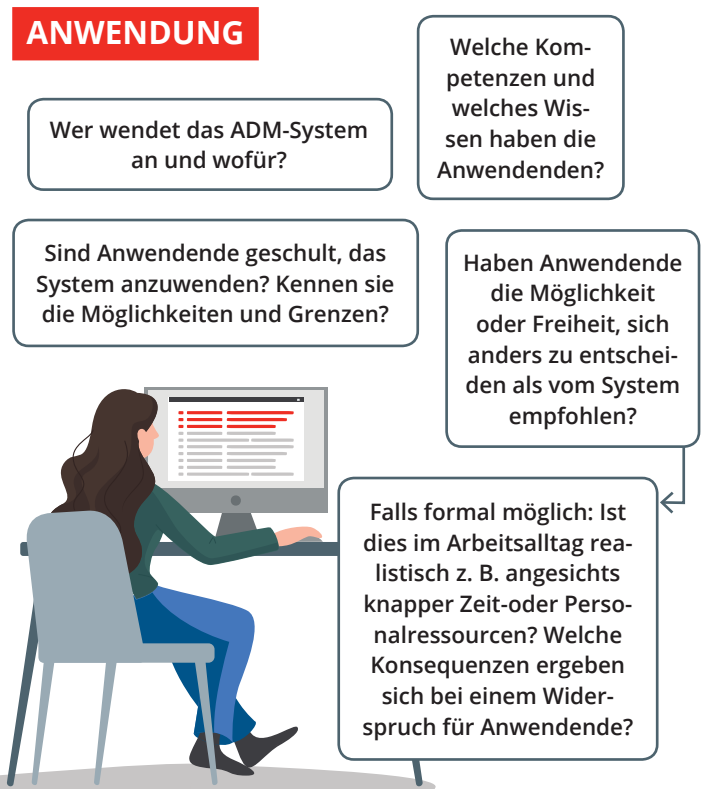 ANWENDUNG
Welche Kom-
petenzen und
welches Wis-
sen haben die
Anwendenden?
Wer wendet das ADM-System
an und wofür?
Sind Anwendende geschult, das
System anzuwenden? Kennen sie
die Möglichkeiten und Grenzen?
Haben Anwendende
die Möglichkeit
oder Freiheit, sich
anders zu entschei-
den als vom System
empfohlen?
Falls formal möglich: Ist
dies im Arbeitsalltag rea-
listisch z. B. angesichts
knapper Zeit-oder Perso-
nalressourcen? Welche
Konsequenzen ergeben
sich bei einem Wider-
spruch für Anwendende?